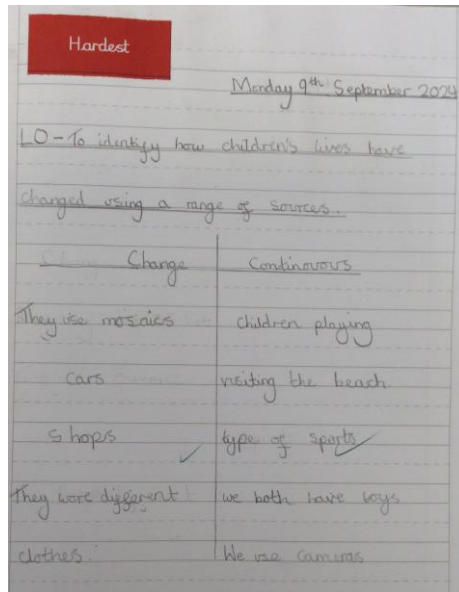 Hardest
Monday 9th September 2024
LO-To identify how children's lives have
changed using a range of sources.
Change Continovous
They use mosaics children playing
cars visiting the beach
shops type of sports
They wore different we both have toys
clothes. We use cameras